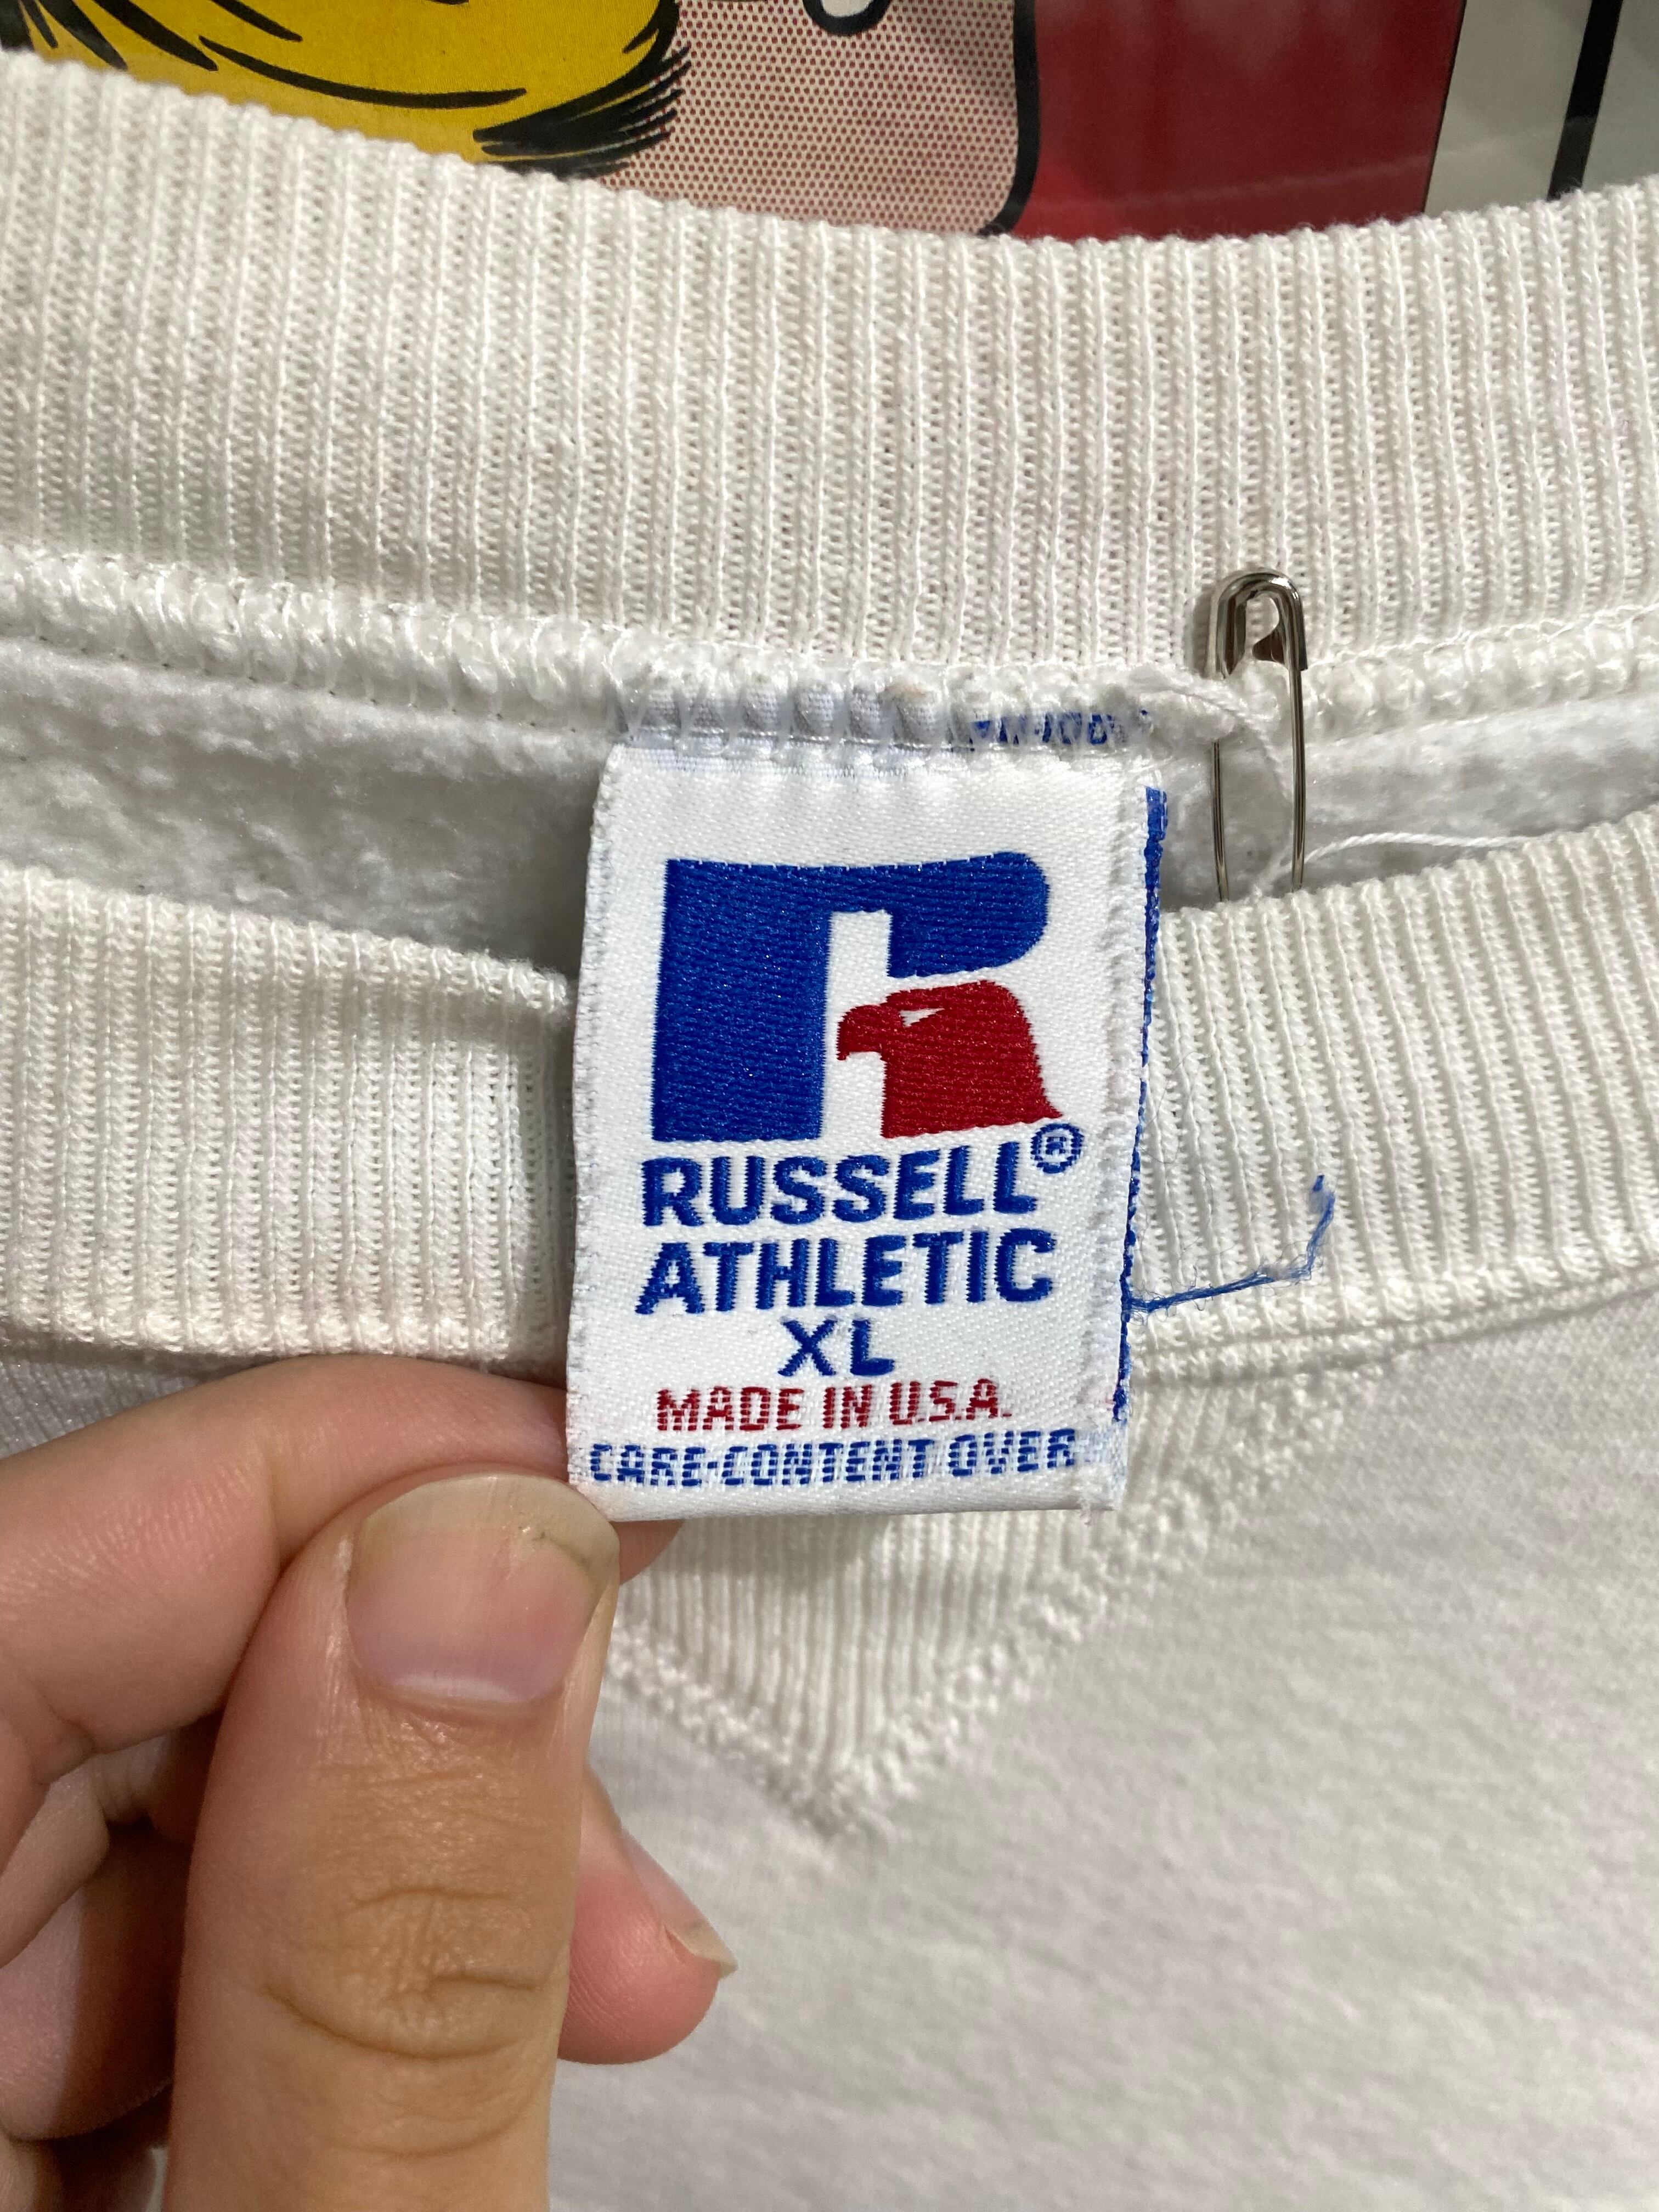 RUSSELL®
ATHLETIC
XL
MADE IN U.S.A.
CARE-CONTENT OVER